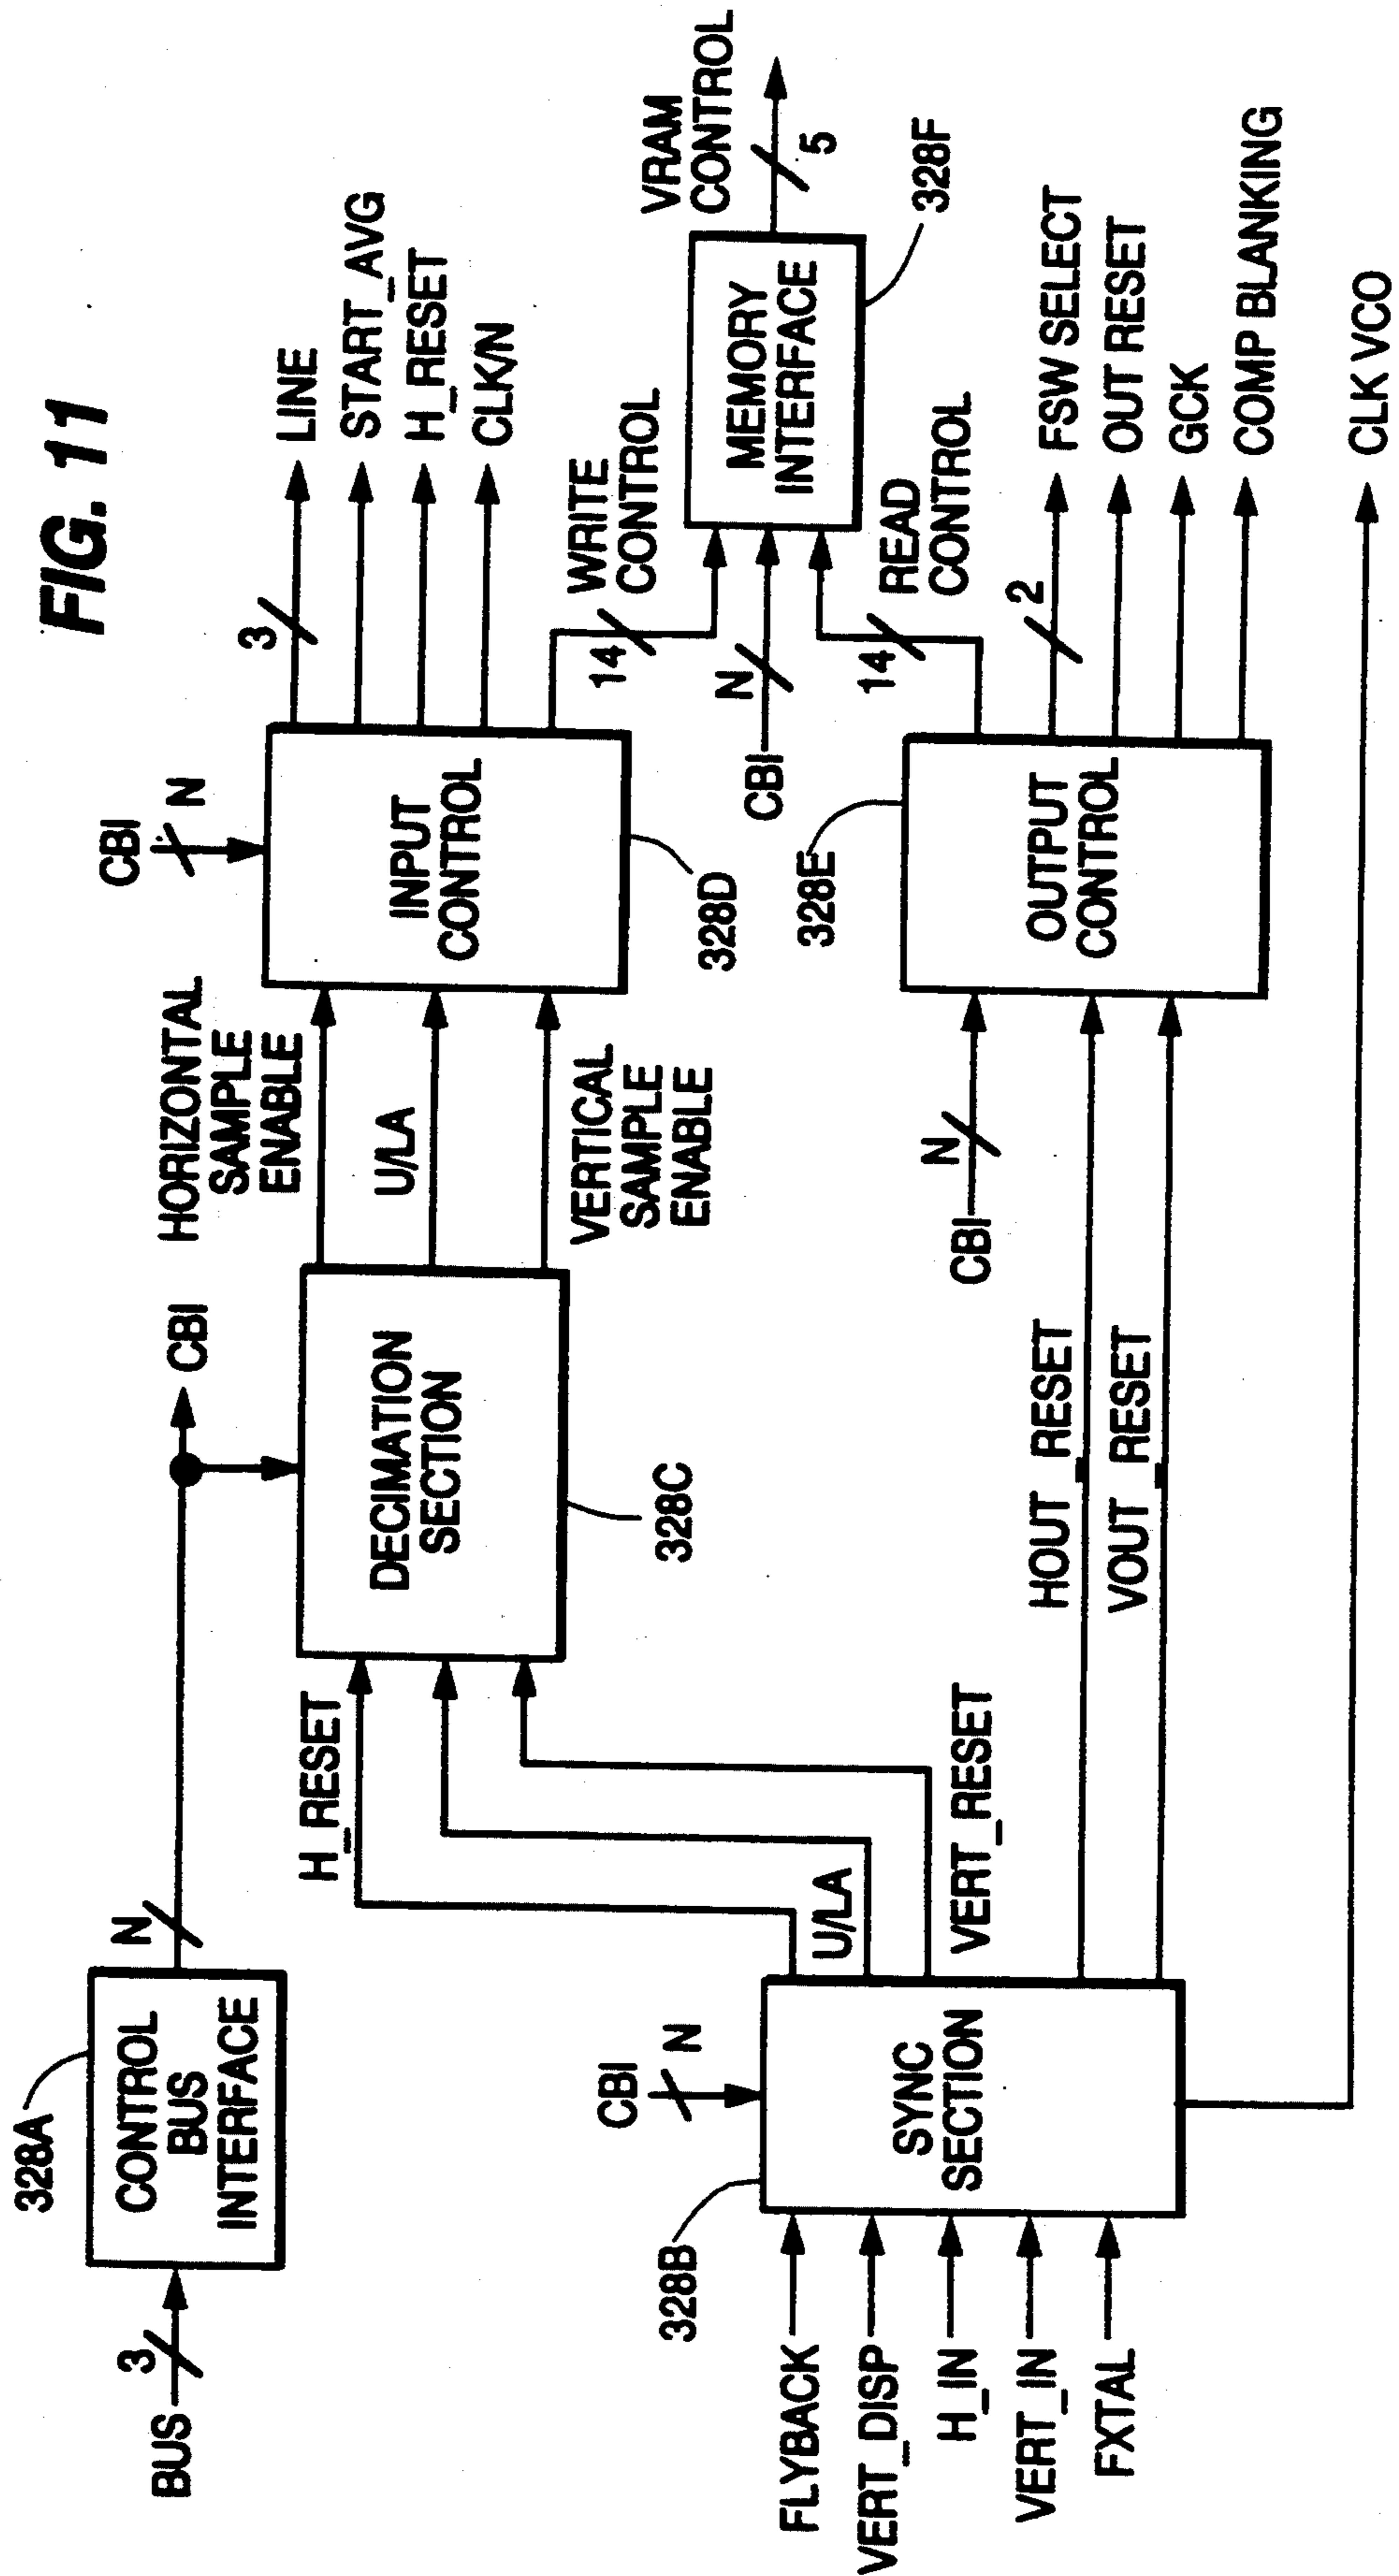 FIG. 11
328A
CONTROL
BUS
INTERFACE
BUS
3
N
CBI
H_RESET
DECIMATION
SECTION
328C
HORIZONTAL
SAMPLE
ENABLE
U/LA
VERTICAL
SAMPLE
ENABLE
CBI
N
INPUT
CONTROL
328D
3
LINE
START_AVG
H_RESET
CLK/N
WRITE
CONTROL
14
N
CBI
14
READ
CONTROL
MEMORY
INTERFACE
328F
VRAM
CONTROL
5
328B
CBI
N
SYNC
SECTION
FLYBACK
VERT_DISP
H_IN
VERT_IN
FXTAL
U/LA
VERT_RESET
HOUT_RESET
VOUT_RESET
CBI
N
328E
OUTPUT
CONTROL
2
FSW SELECT
OUT RESET
GCK
COMP BLANKING
CLK VCO